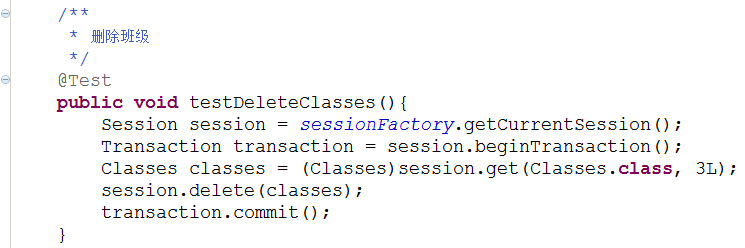 /**
 * 删除班级
 */
@Test
public void testDeleteClasses(){
    Session session = sessionFactory.getCurrentSession();
    Transaction transaction = session.beginTransaction();
    Classes classes = (Classes)session.get(Classes.class, 3L);
    session.delete(classes);
    transaction.commit();
}